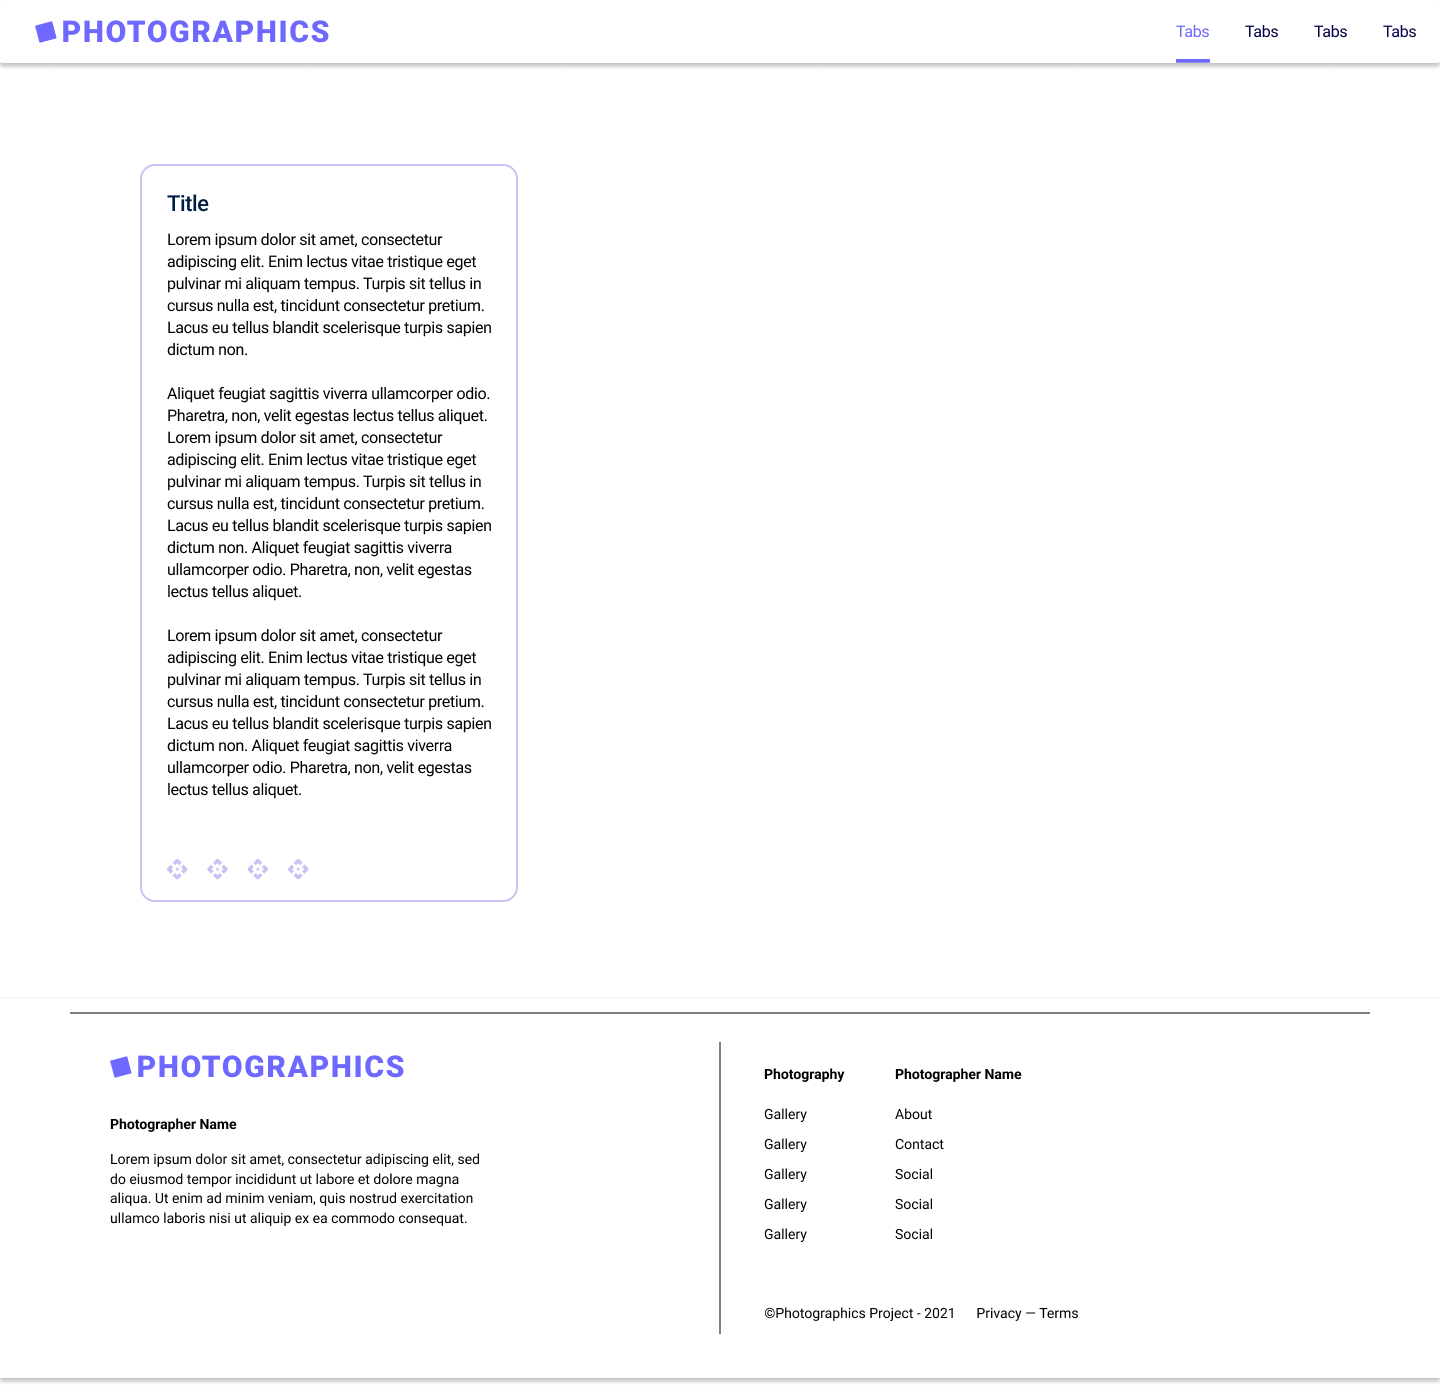 PHOTOGRAPHICS
Tabs Tabs Tabs Tabs
Title
Lorem ipsum dolor sit amet, consectetur
adipiscing elit. Enim lectus vitae tristique eget
pulvinar mi aliquam tempus. Turpis sit tellus in
cursus nulla est, tincidunt consectetur pretium.
Lacus eu tellus blandit scelerisque turpis sapien
dictum non.
Aliquet feugiat sagittis viverra ullamcorper odio.
Pharetra, non, velit egestas lectus tellus aliquet.
Lorem ipsum dolor sit amet, consectetur
adipiscing elit. Enim lectus vitae tristique eget
pulvinar mi aliquam tempus. Turpis sit tellus in
cursus nulla est, tincidunt consectetur pretium.
Lacus eu tellus blandit scelerisque turpis sapien
dictum non. Aliquet feugiat sagittis viverra
ullamcorper odio. Pharetra, non, velit egestas
lectus tellus aliquet.
Lorem ipsum dolor sit amet, consectetur
adipiscing elit. Enim lectus vitae tristique eget
pulvinar mi aliquam tempus. Turpis sit tellus in
cursus nulla est, tincidunt consectetur pretium.
Lacus eu tellus blandit scelerisque turpis sapien
dictum non. Aliquet feugiat sagittis viverra
ullamcorper odio. Pharetra, non, velit egestas
lectus tellus aliquet.
PHOTOGRAPHICS
Photographer Name
Lorem ipsum dolor sit amet, consectetur adipiscing elit, sed
do eiusmod tempor incididunt ut labore et dolore magna
aliqua. Ut enim ad minim veniam, quis nostrud exercitation
ullamco laboris nisi ut aliquip ex ea commodo consequat.
Photography
Gallery
Gallery
Gallery
Gallery
Gallery
Photographer Name
About
Contact
Social
Social
Social
©Photographics Project - 2021 Privacy — Terms